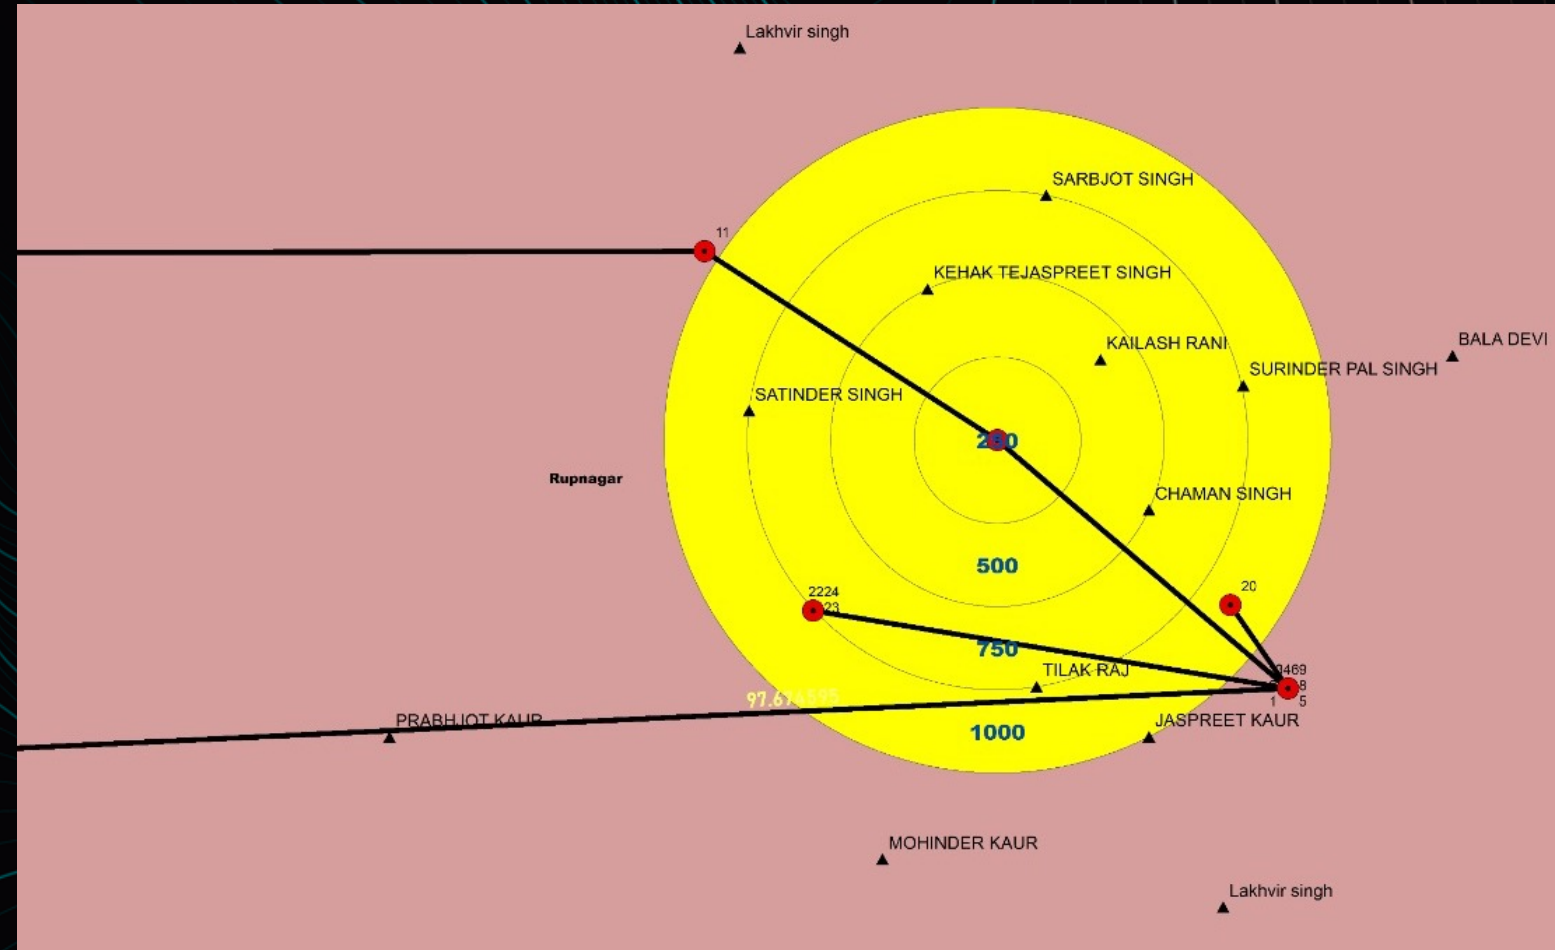 Lakhvir singh
SARBJOT SINGH
11
KEHAK TEJASPREET SINGH
KAILASH RANI
BALA DEVI
SURINDER PAL SINGH
SATINDER SINGH
Rupnagar
CHAMAN SINGH
500
20
2224
23
750
TILAK RAJ
8
1
5
PRABHJOT KAUR
JASPREET KAUR
1000
MOHINDER KAUR
Lakhvir singh